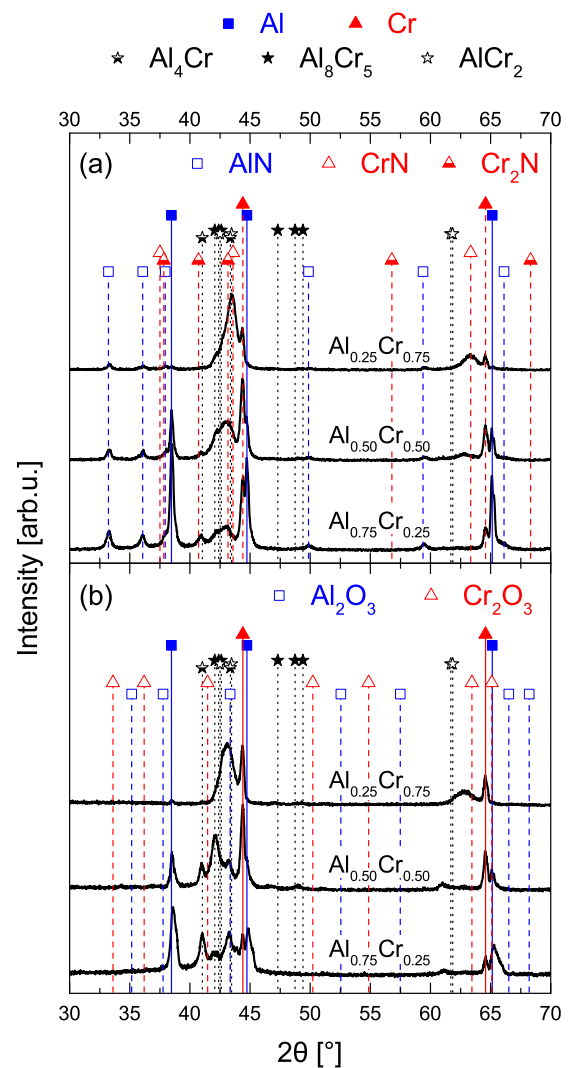 Al Cr
Al4Cr Al8Cr5 AlCr2
30 35 40 45 50 55 60 65 70
(a) AlN CrN Cr2N
Al0.25Cr0.75
Al0.50Cr0.50
Al0.75Cr0.25
Intensity [arb.u.]
(b) Al2O3 Cr2O3
Al0.25Cr0.75
Al0.50Cr0.50
Al0.75Cr0.25
30 35 40 45 50 55 60 65 70
2θ [°]